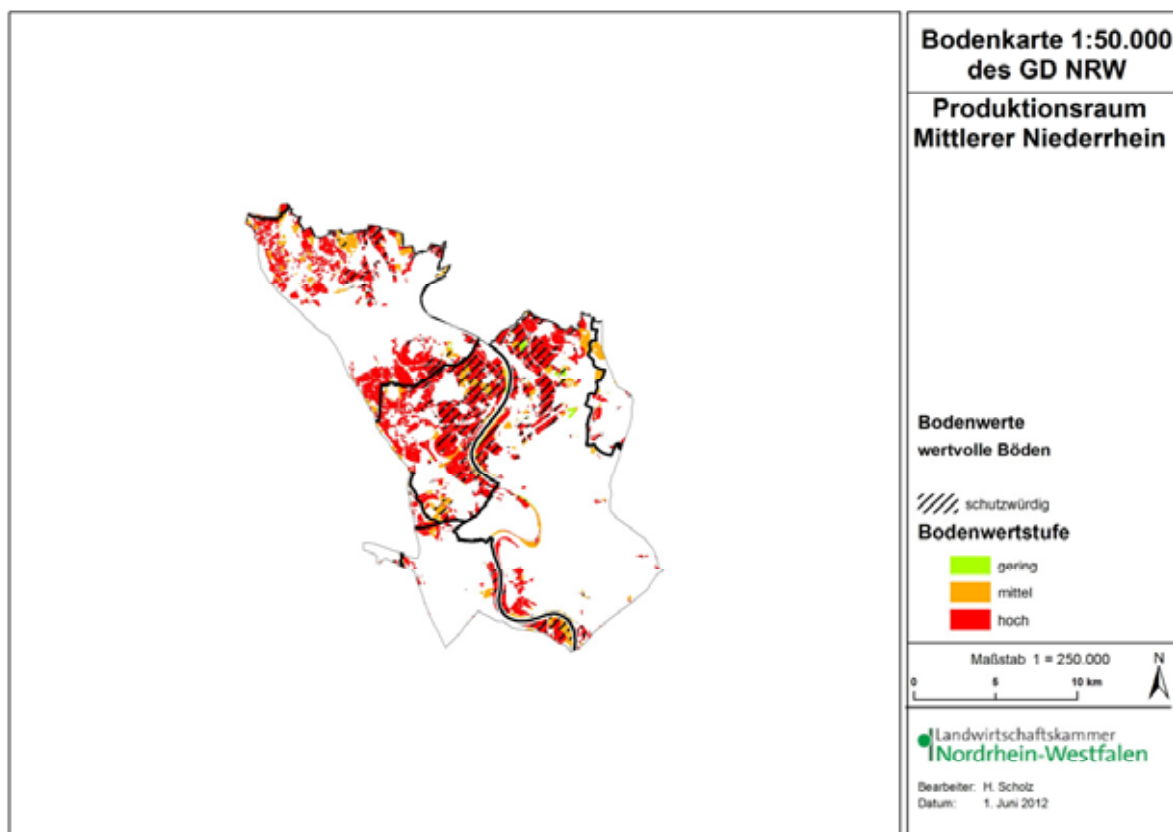 Bodenkarte 1:50.000
des GD NRW
Produktionsraum
Mittlerer Niederrhein
Bodenwerte
wertvolle Böden
schutzwürdig
Bodenwertstufe
gering
mittel
hoch
Maßstab 1 = 250.000
N
0 5 10 km
Landwirtschaftskammer
Nordrhein-Westfalen
Bearbeiter: H. Scholz
Datum: 1. Juni 2012